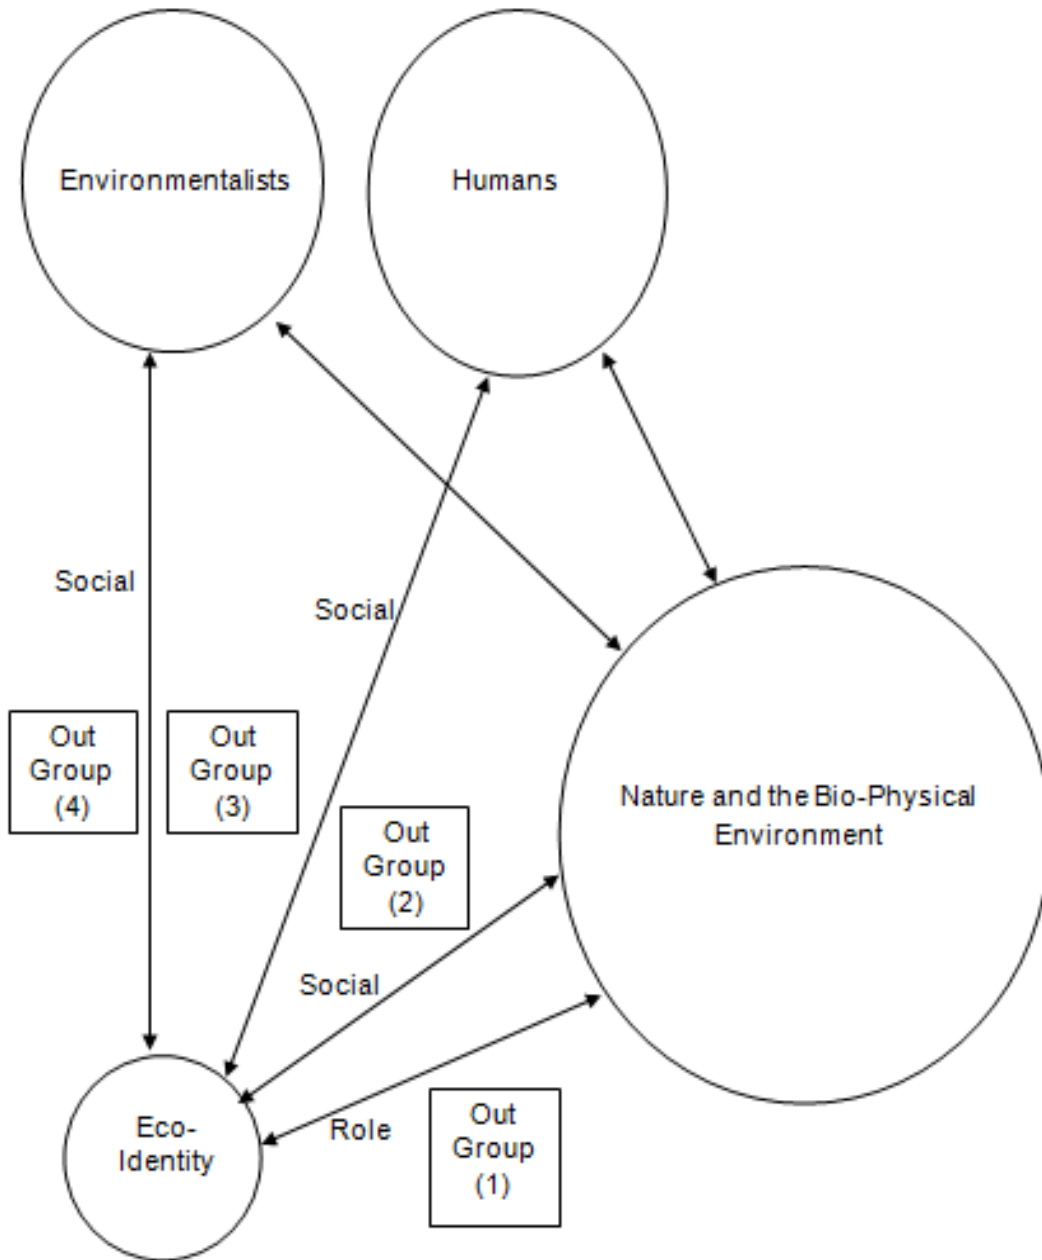 Environmentalists
Humans
Social
Social
Out
Group
(4)
Out
Group
(3)
Nature and the Bio-Physical
Environment
Out
Group
(2)
Social
Eco-
Identity
Role
Out
Group
(1)